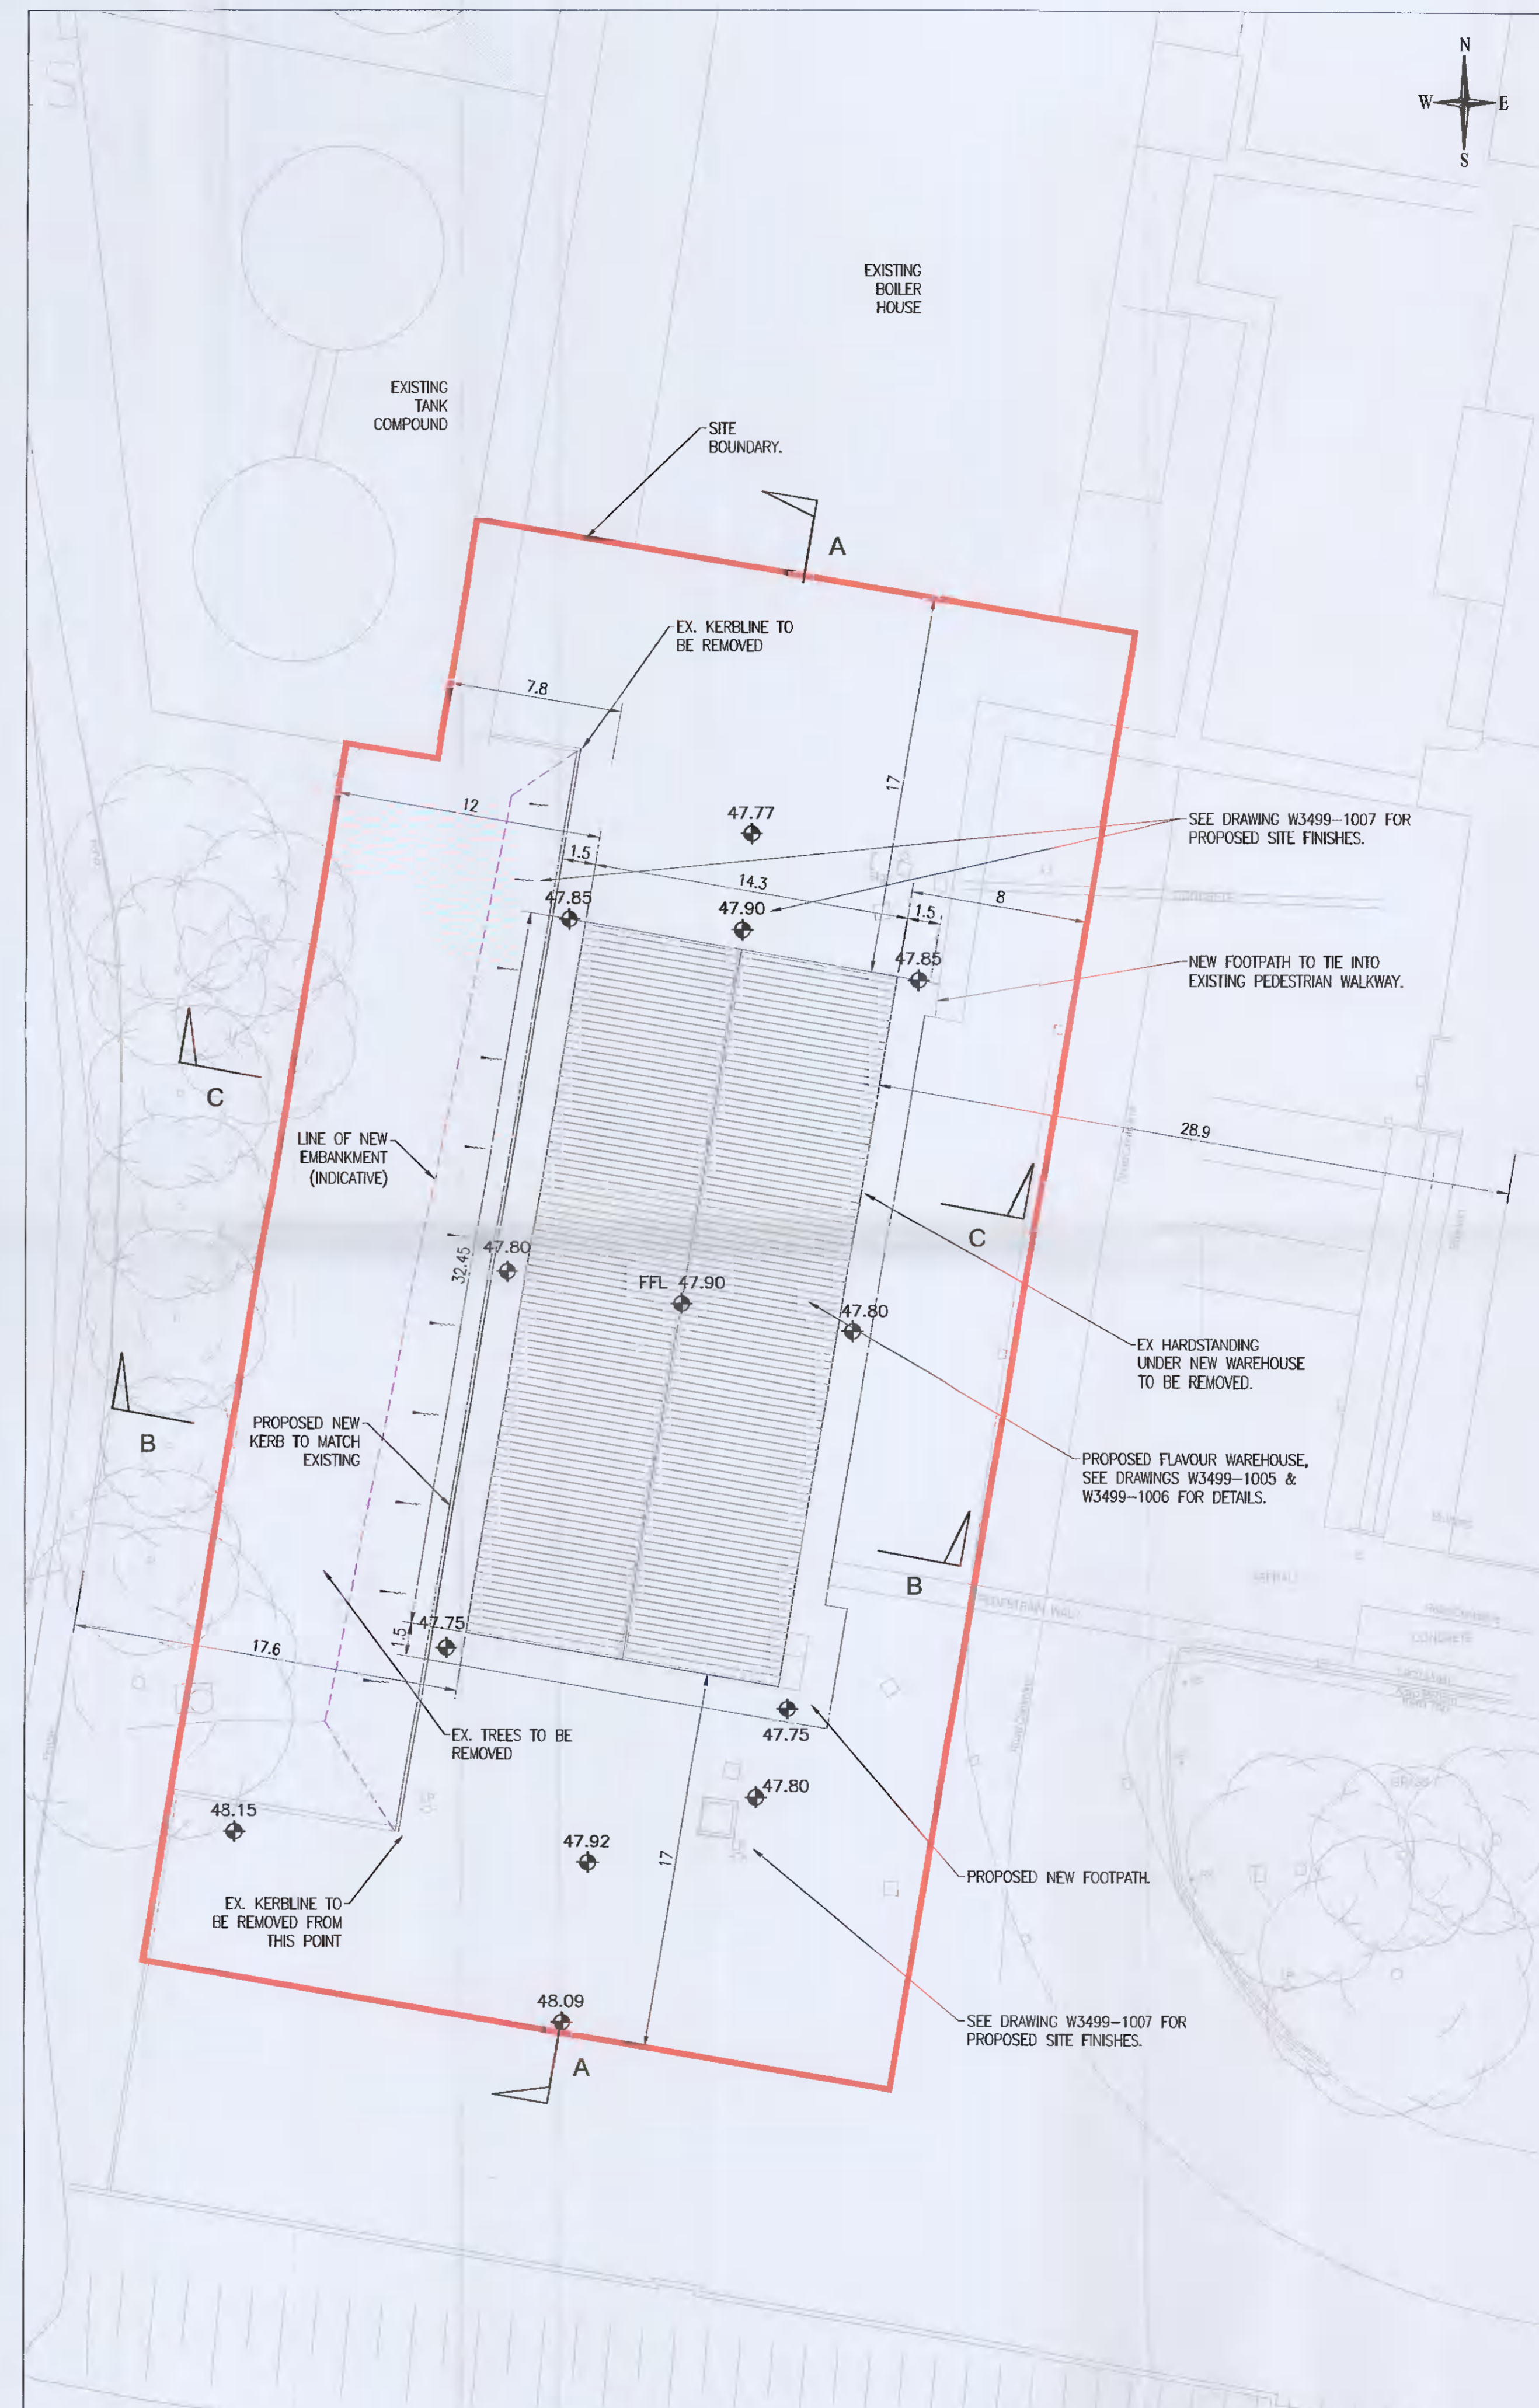 N
W E
S
EXISTING
BOILER
HOUSE
EXISTING
TANK
COMPOUND
SITE
BOUNDARY.
A
EX. KERBLINE TO
BE REMOVED
7.8
17
12
47.77
SEE DRAWING W3499-1007 FOR
PROPOSED SITE FINISHES.
1.5
14.3
8
47.85
47.90
1.5
47.85
NEW FOOTPATH TO TIE INTO
EXISTING PEDESTRIAN WALKWAY.
C
28.9
LINE OF NEW
EMBANKMENT
(INDICATIVE)
C
32.45
47.80
FFL 47.90
47.80
EX HARDSTANDING
UNDER NEW WAREHOUSE
TO BE REMOVED.
B
PROPOSED NEW
KERB TO MATCH
EXISTING
PROPOSED FLAVOUR WAREHOUSE,
SEE DRAWINGS W3499-1005 &
W3499-1006 FOR DETAILS.
B
PEDESTRIAN WALK
CONCRETE
47.75
1.5
17.6
EX. TREES TO BE
REMOVED
47.75
47.80
48.15
47.92
17
PROPOSED NEW FOOTPATH.
EX. KERBLINE TO
BE REMOVED FROM
THIS POINT
48.09
A
SEE DRAWING W3499-1007 FOR
PROPOSED SITE FINISHES.